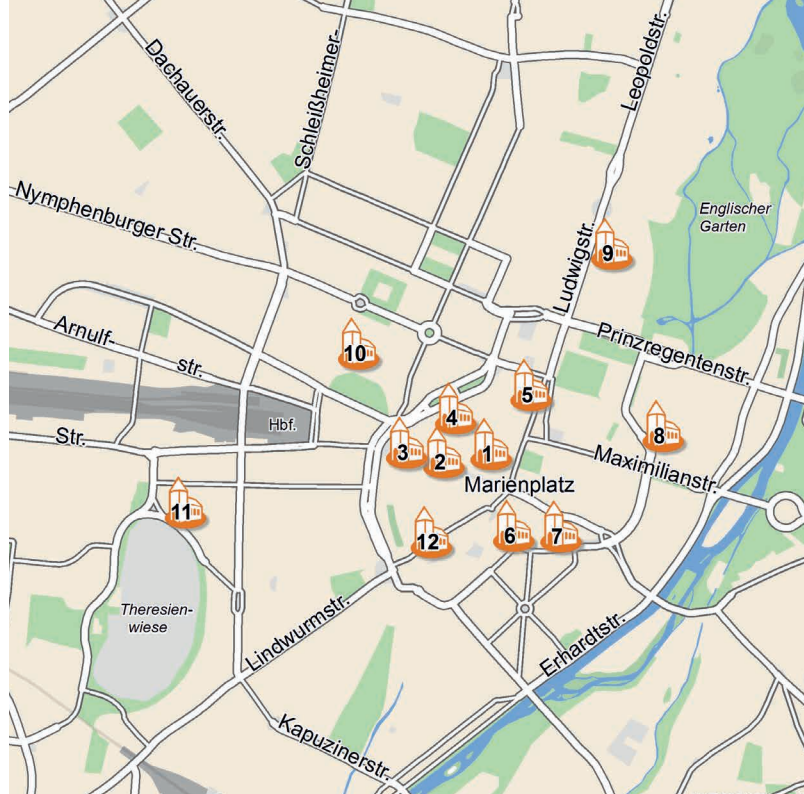 Dachauerstr.
Schleißheimer-
Leopoldstr.
Nymphenburger Str.
Englischer
Garten
Ludwigstr.
9
Arnulf-
str.
10
Prinzregentenstr.
5
Hbf.
4
Str.
3
2
1
8
Maximilianstr.
Marienplatz
11
12
6
7
Theresien-
wiese
Lindwurmstr.
Erhardtstr.
Kapuzinerstr.